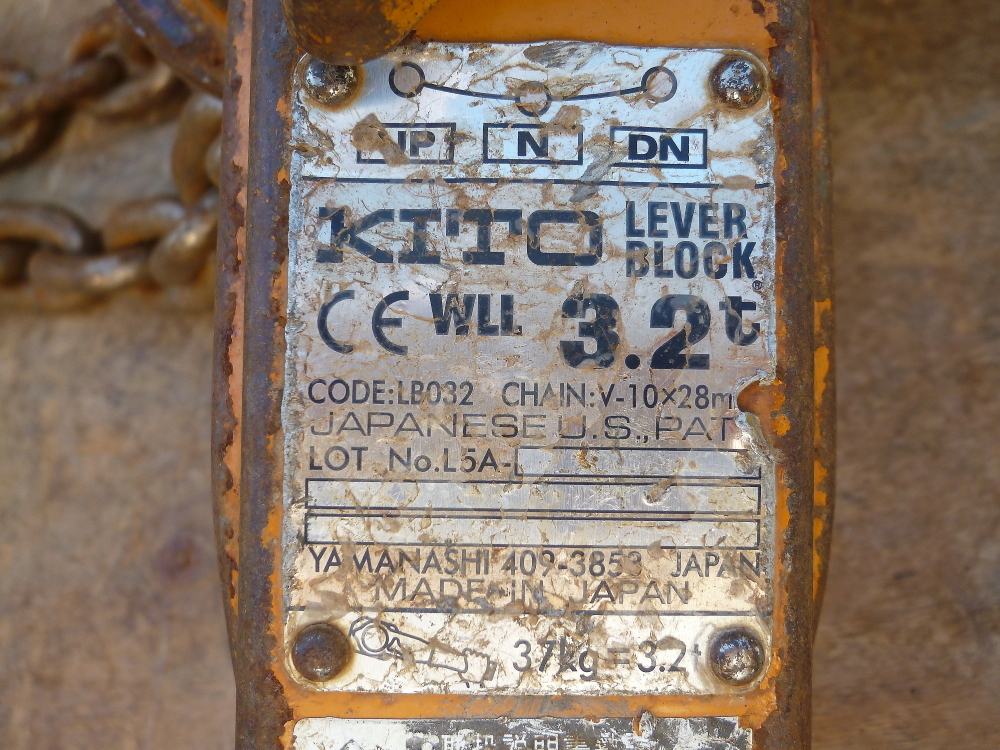 UP N DN
KITO LEVER BLOCK®
CE WLL 3.2t
CODE:LB032 CHAIN:V-10×28mm
JAPANESE U.S., PAT
LOT No.L5A-
YAMANASHI 409-3853 JAPAN
MADE IN JAPAN
37kg=3.2t